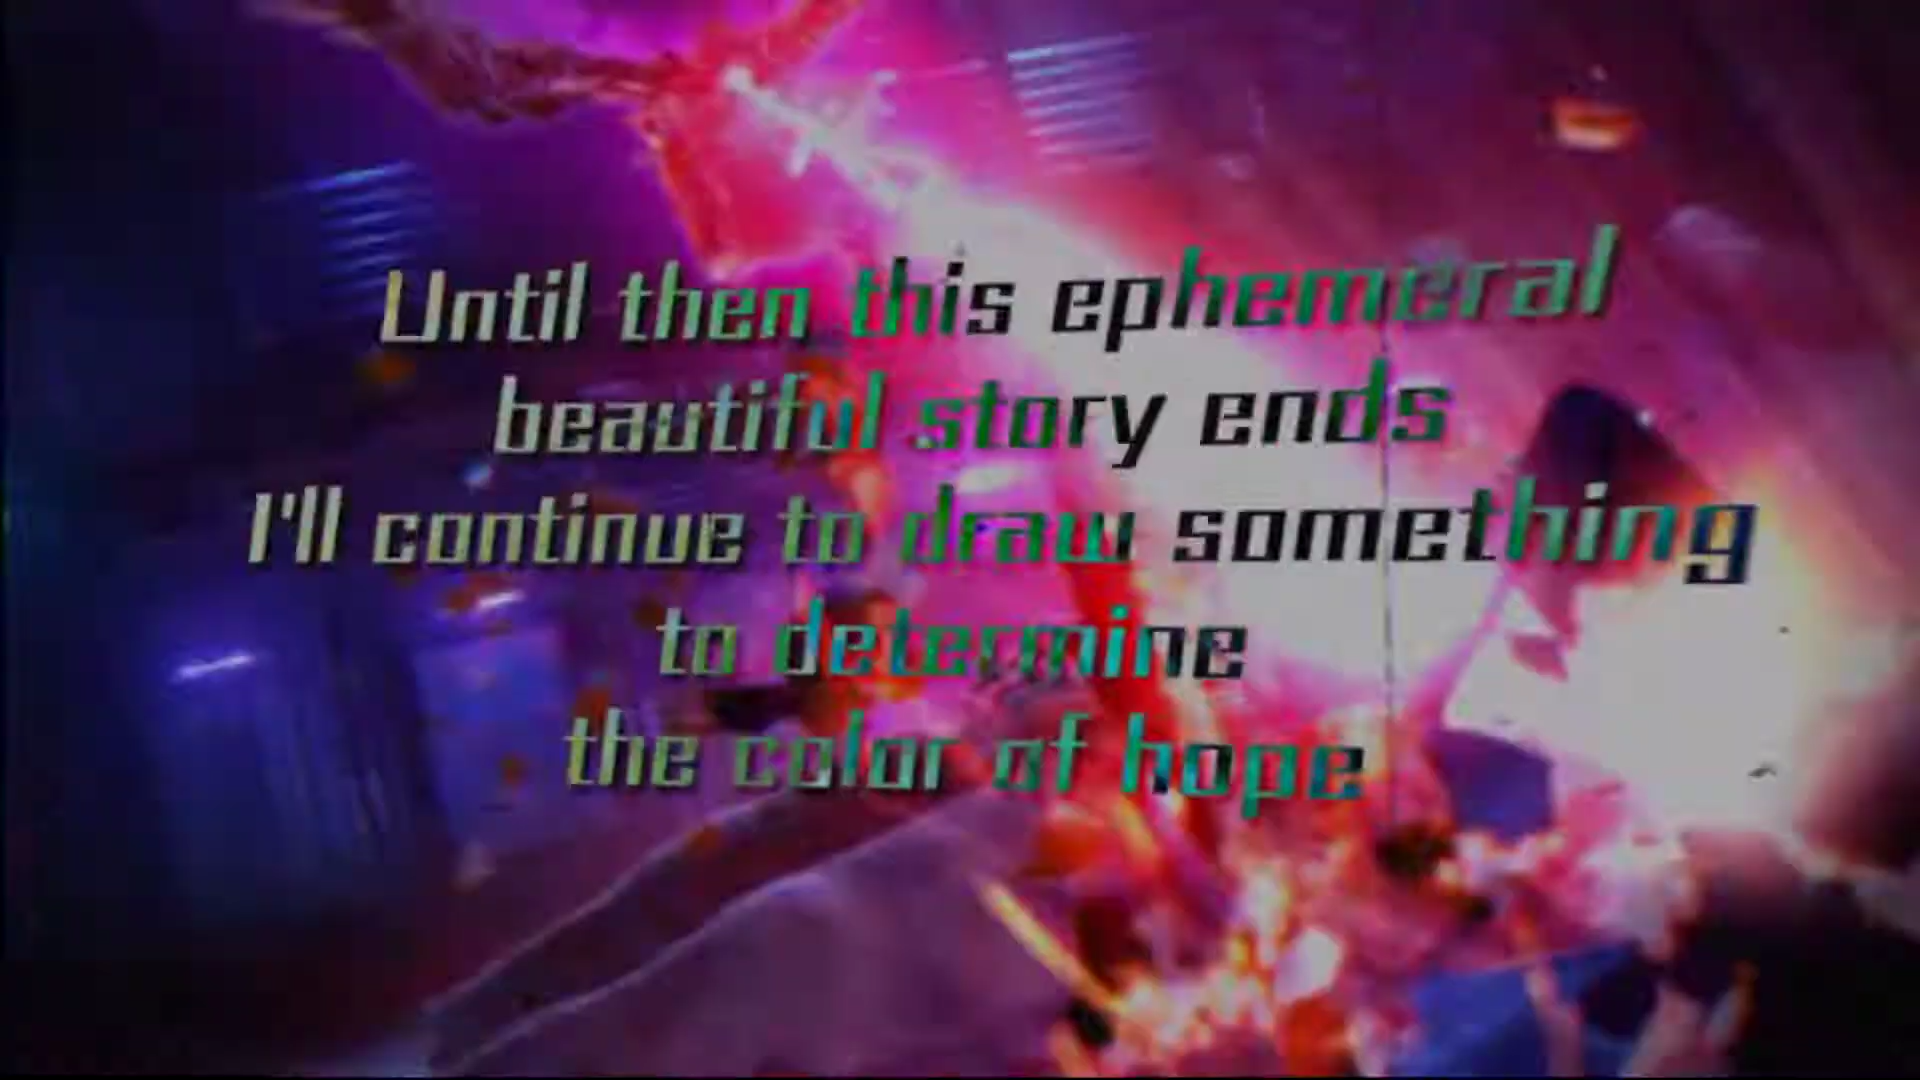 Until then this ephemeral
beautiful story ends
I'll continue to draw something
to determine
the color of hope